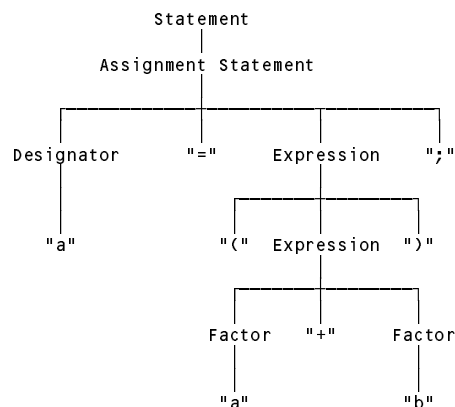 Statement
Assignment Statement
Designator "=" Expression ";"
"a" "(" Expression ")"
Factor "+" Factor
"a" "b"